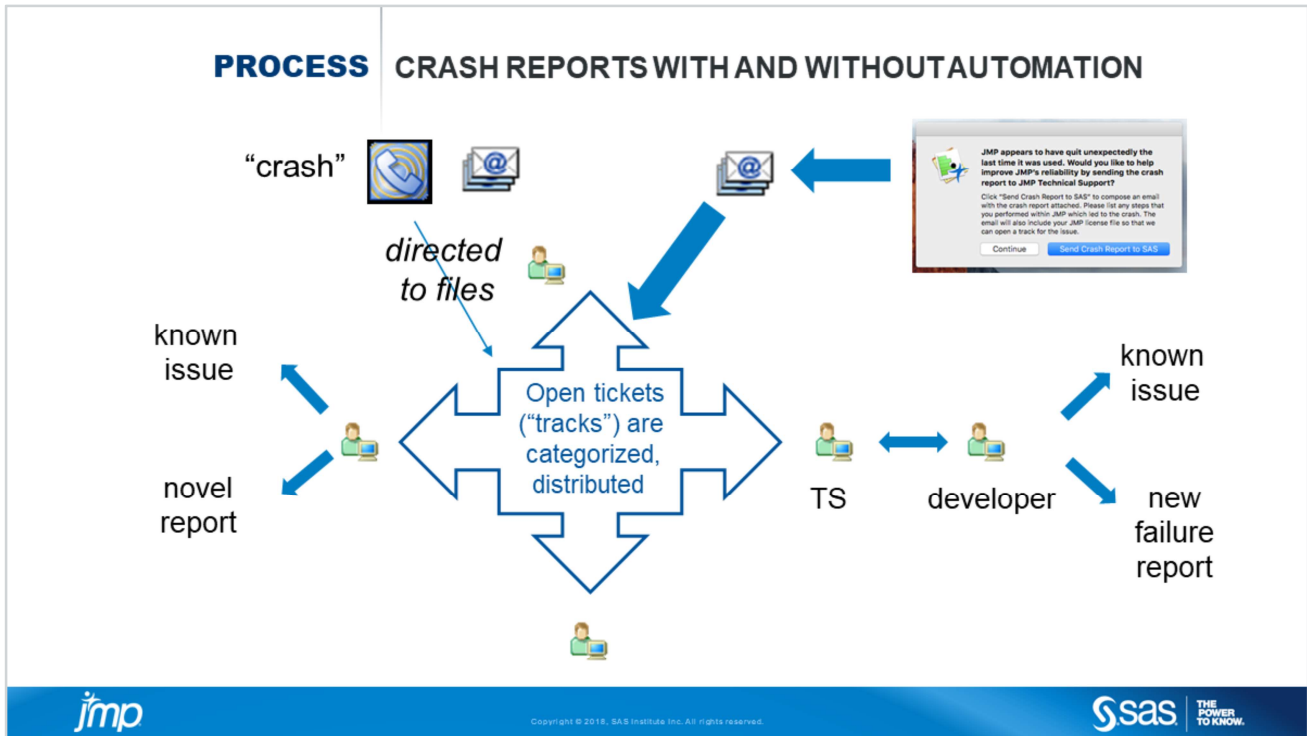 PROCESS
CRASH REPORTS WITH AND WITHOUT AUTOMATION
“crash”
directed
to files
JMP appears to have quit unexpectedly the
last time it was used. Would you like to help
improve JMP's reliability by sending the crash
report to JMP Technical Support?
Click "Send Crash Report to SAS" to compose an email
with the crash report attached. Please list any steps that
you performed within JMP which led to the crash. The
email will also include your JMP license file so that we
can open a track for the issue.
Continue
Send Crash Report to SAS
known
issue
novel
report
Open tickets
(“tracks”) are
categorized,
distributed
TS
developer
known
issue
new
failure
report
jmp
Copyright © 2018, SAS Institute Inc. All rights reserved.
sas
THE
POWER
TO KNOW.